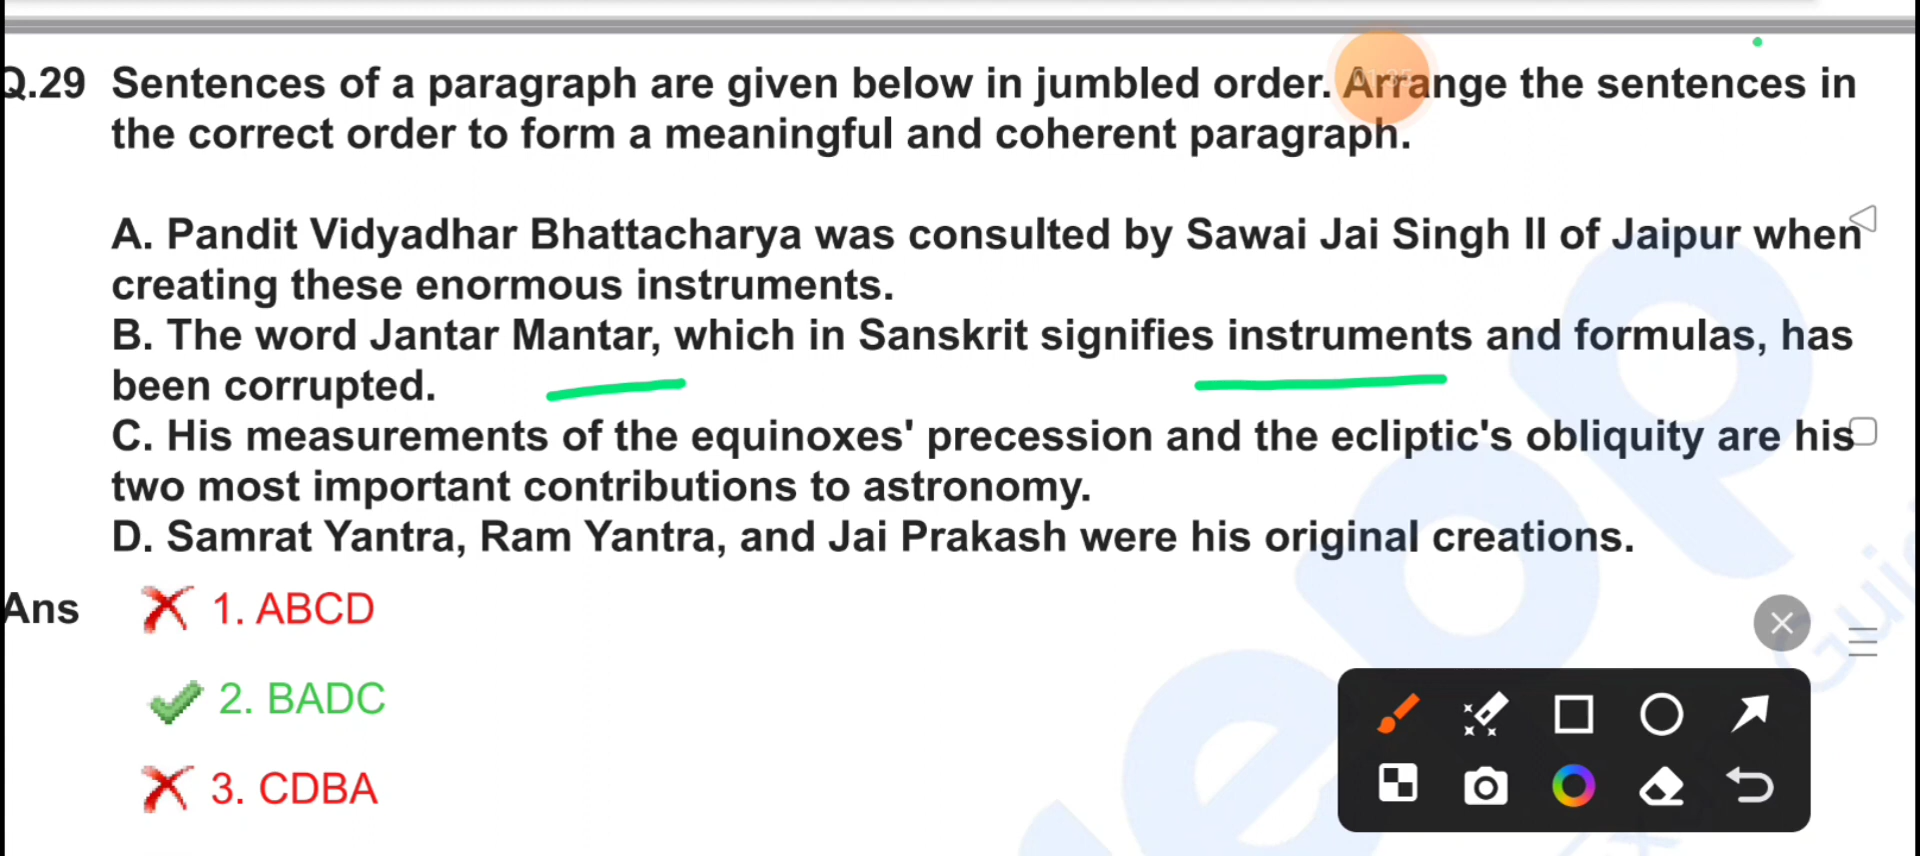 Q.29 Sentences of a paragraph are given below in jumbled order. Arrange the sentences in
the correct order to form a meaningful and coherent paragraph.
A. Pandit Vidyadhar Bhattacharya was consulted by Sawai Jai Singh II of Jaipur when
creating these enormous instruments.
B. The word Jantar Mantar, which in Sanskrit signifies instruments and formulas, has
been corrupted.
C. His measurements of the equinoxes' precession and the ecliptic's obliquity are his
two most important contributions to astronomy.
D. Samrat Yantra, Ram Yantra, and Jai Prakash were his original creations.
Ans 1. ABCD
2. BADC
3. CDBA